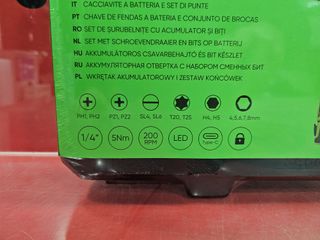 IT CACCIAVITE A BATTERIA E SET DI PUNTE
PT CHAVE DE FENDAS A BATERIA E CONJUNTO DE BROCAS
RO SET DE ȘURUBELNIȚE CU ACUMULATOR ȘI BIȚI
NL SET MET SCHROEVENDRAAIER EN BITS OP BATTERIJ
HU AKKUMULÁTOROS CSAVARBEHAJTÓ ÉS BIT KÉSZLET
RU АККУМУЛЯТОРНАЯ ОТВЕРТКА С НАБОРОМ СМЕННЫХ БИТ
PL WKRĘTAK AKUMULATOROWY I ZESTAW KOŃCÓWEK
PH1, PH2 PZ1, PZ2 SL4, SL6 T20, T25 H4, H5 4,5,6,7,8mm
1/4" 5Nm 200 RPM LED Type-C